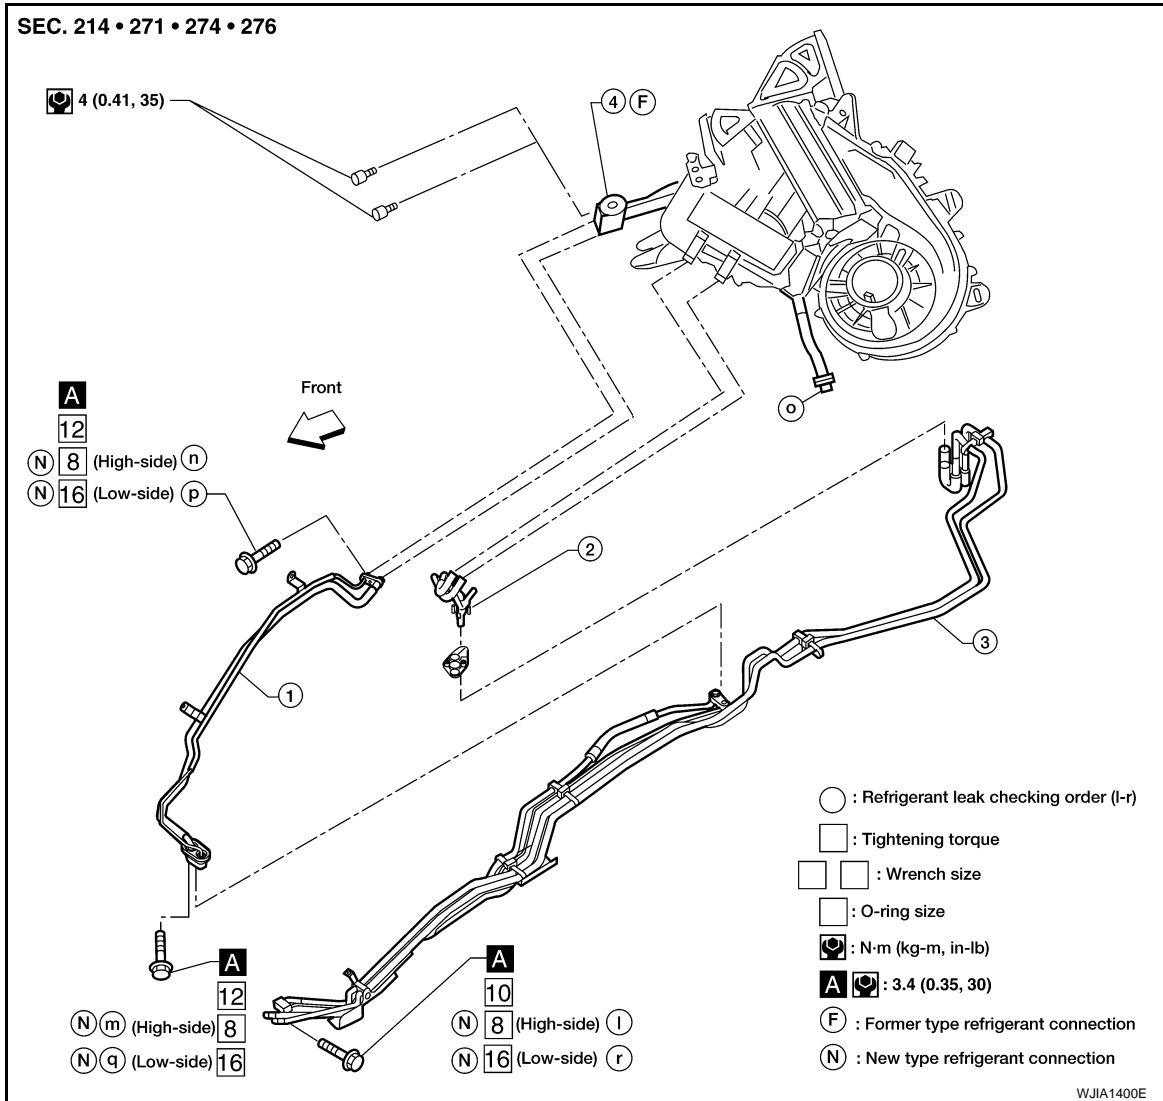 SEC. 214 • 271 • 274 • 276
4 (0.41, 35)
4 F
Front
A
12
N 8 (High-side) n
N 16 (Low-side) p
o
2
3
1
A
12
N m (High-side) 8
N q (Low-side) 16
A
10
N 8 (High-side) l
N 16 (Low-side) r
: Refrigerant leak checking order (l-r)
: Tightening torque
: Wrench size
: O-ring size
: N·m (kg-m, in-lb)
A : 3.4 (0.35, 30)
F : Former type refrigerant connection
N : New type refrigerant connection
WJIA1400E